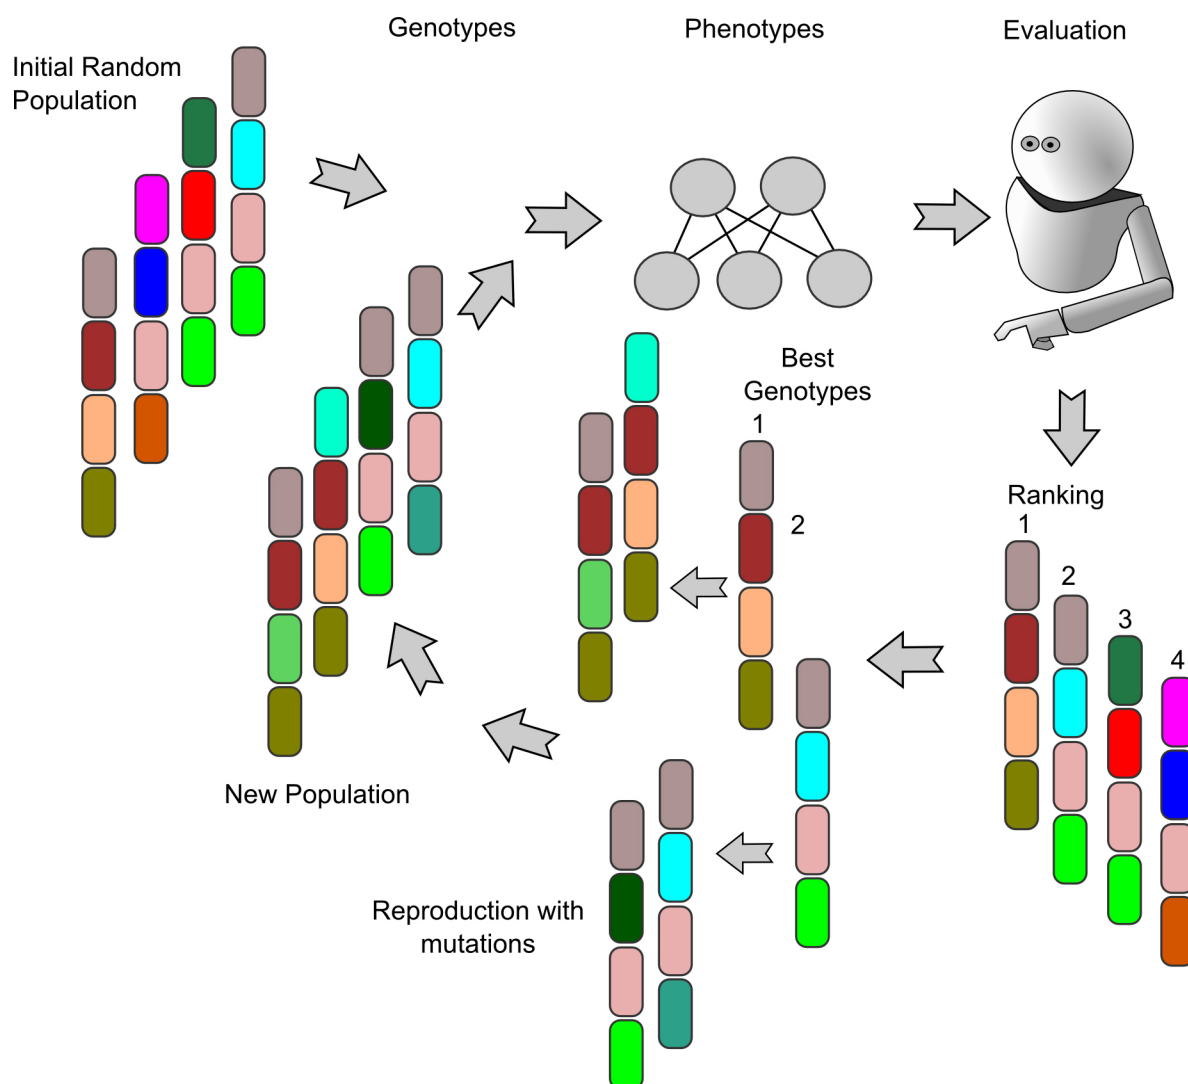 Genotypes
Phenotypes
Evaluation
Initial Random
Population
Best
Genotypes
1
2
Ranking
1
2
3
4
New Population
Reproduction with
mutations